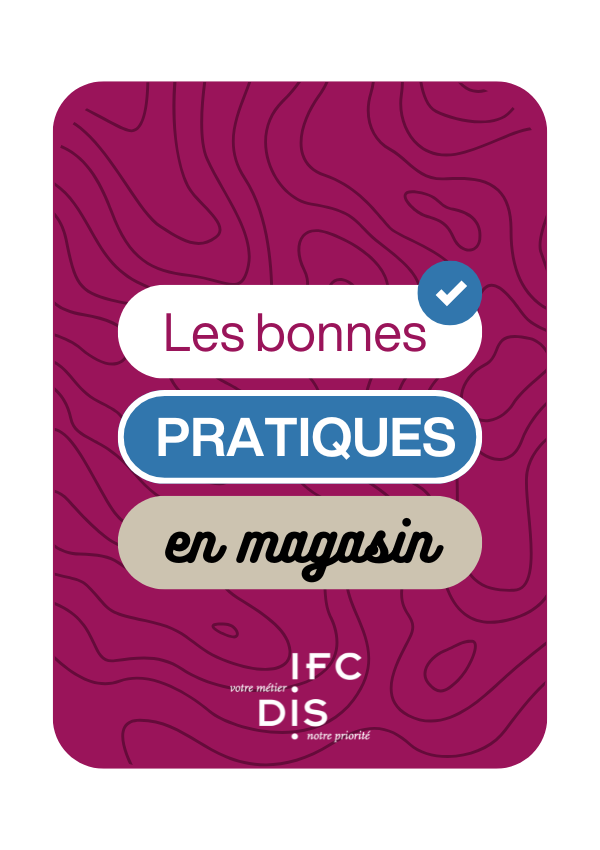 Les bonnes
PRATIQUES
en magasin
IFC
votre métier
DIS
notre priorité